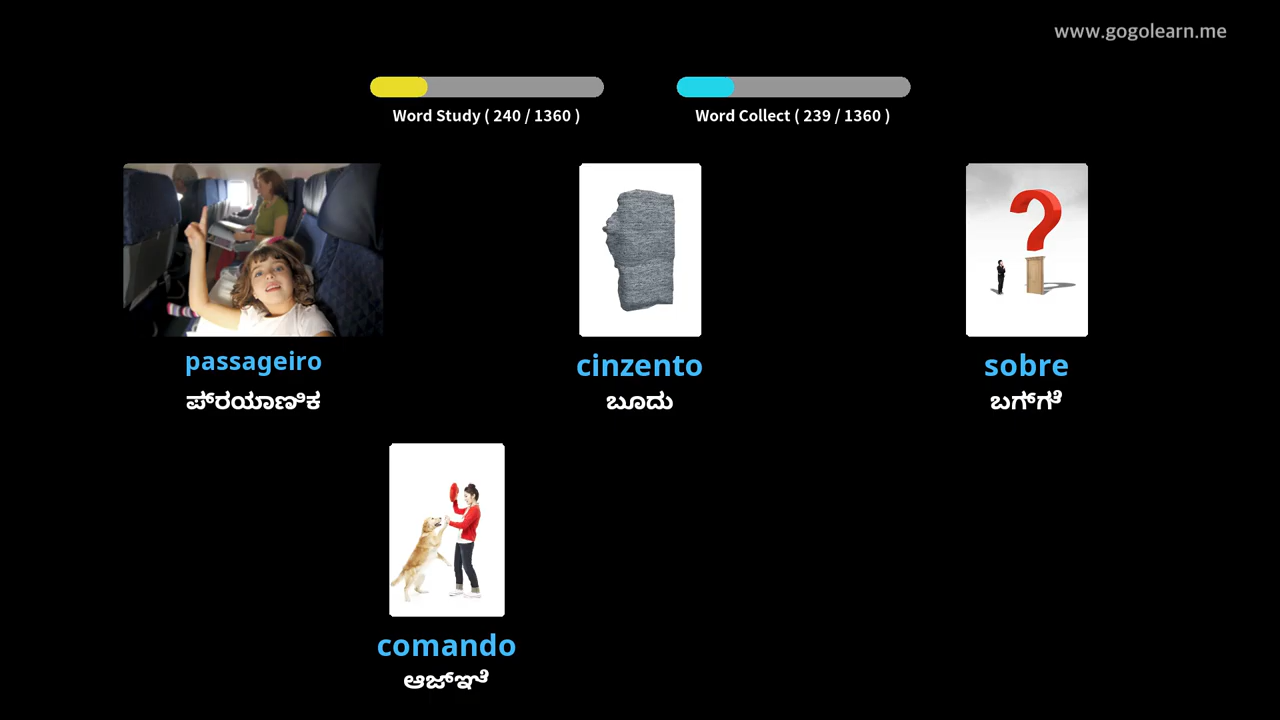 www.gogolearn.me
Word Study ( 240 / 1360 )
Word Collect ( 239 / 1360 )
passageiro
cinzento
sobre
ಪ್ರಯಾಣಿಕ
ಬೂದು
ಬಗ್ಗೆ
comando
ಆಜ್ಞೆ